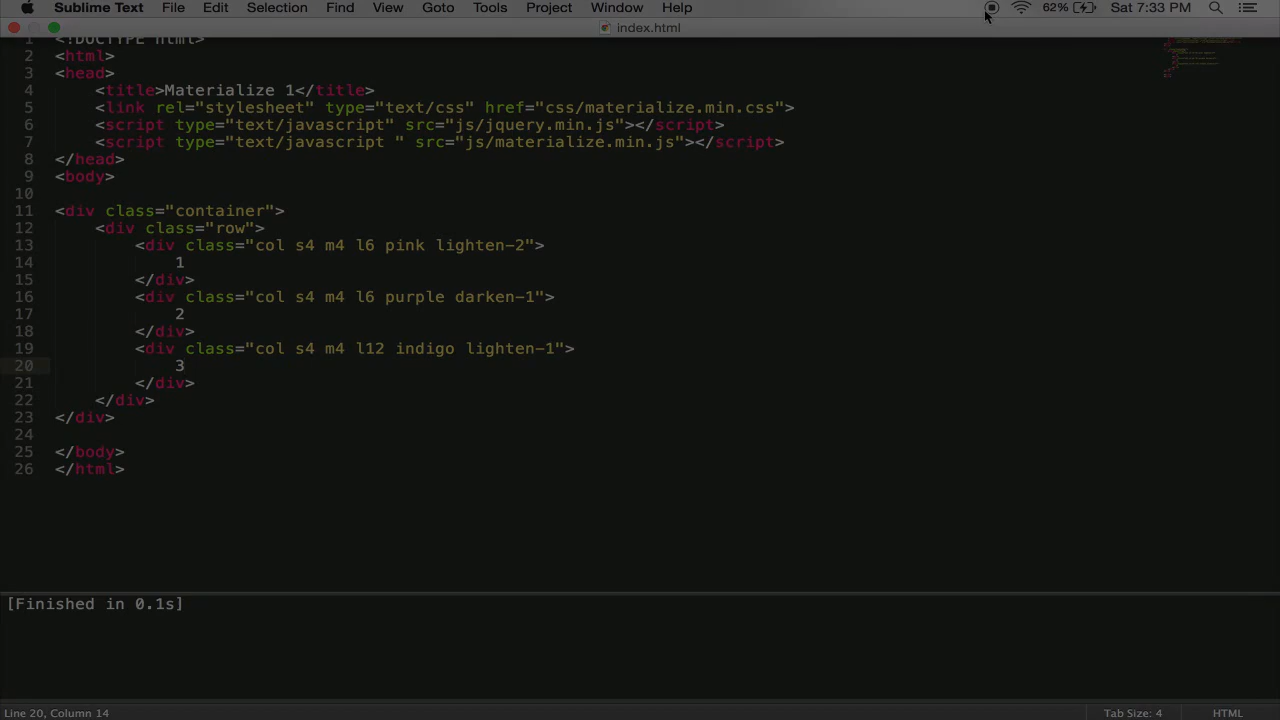 Sublime Text File Edit View Selection Find View Goto Tools Project Window Help 62% Sat 7:33 PM
index.html
1 <!DOCTYPE html>
2 <html>
3 <head>
4 <title>Materialize 1</title>
5 <link rel="stylesheet" type="text/css" href="css/materialize.min.css">
6 <script type="text/javascript" src="js/jquery.min.js"></script>
7 <script type="text/javascript " src="js/materialize.min.js"></script>
8 </head>
9 <body>
10
11 <div class="container">
12 <div class="row">
13 <div class="col s4 m4 l6 pink lighten-2">
14 1
15 </div>
16 <div class="col s4 m4 l6 purple darken-1">
17 2
18 </div>
19 <div class="col s4 m4 l12 indigo lighten-1">
20 3
21 </div>
22 </div>
23 </div>
24
25 </body>
26 </html>
[Finished in 0.1s]
Line 20, Column 14 Tab Size: 4 HTML